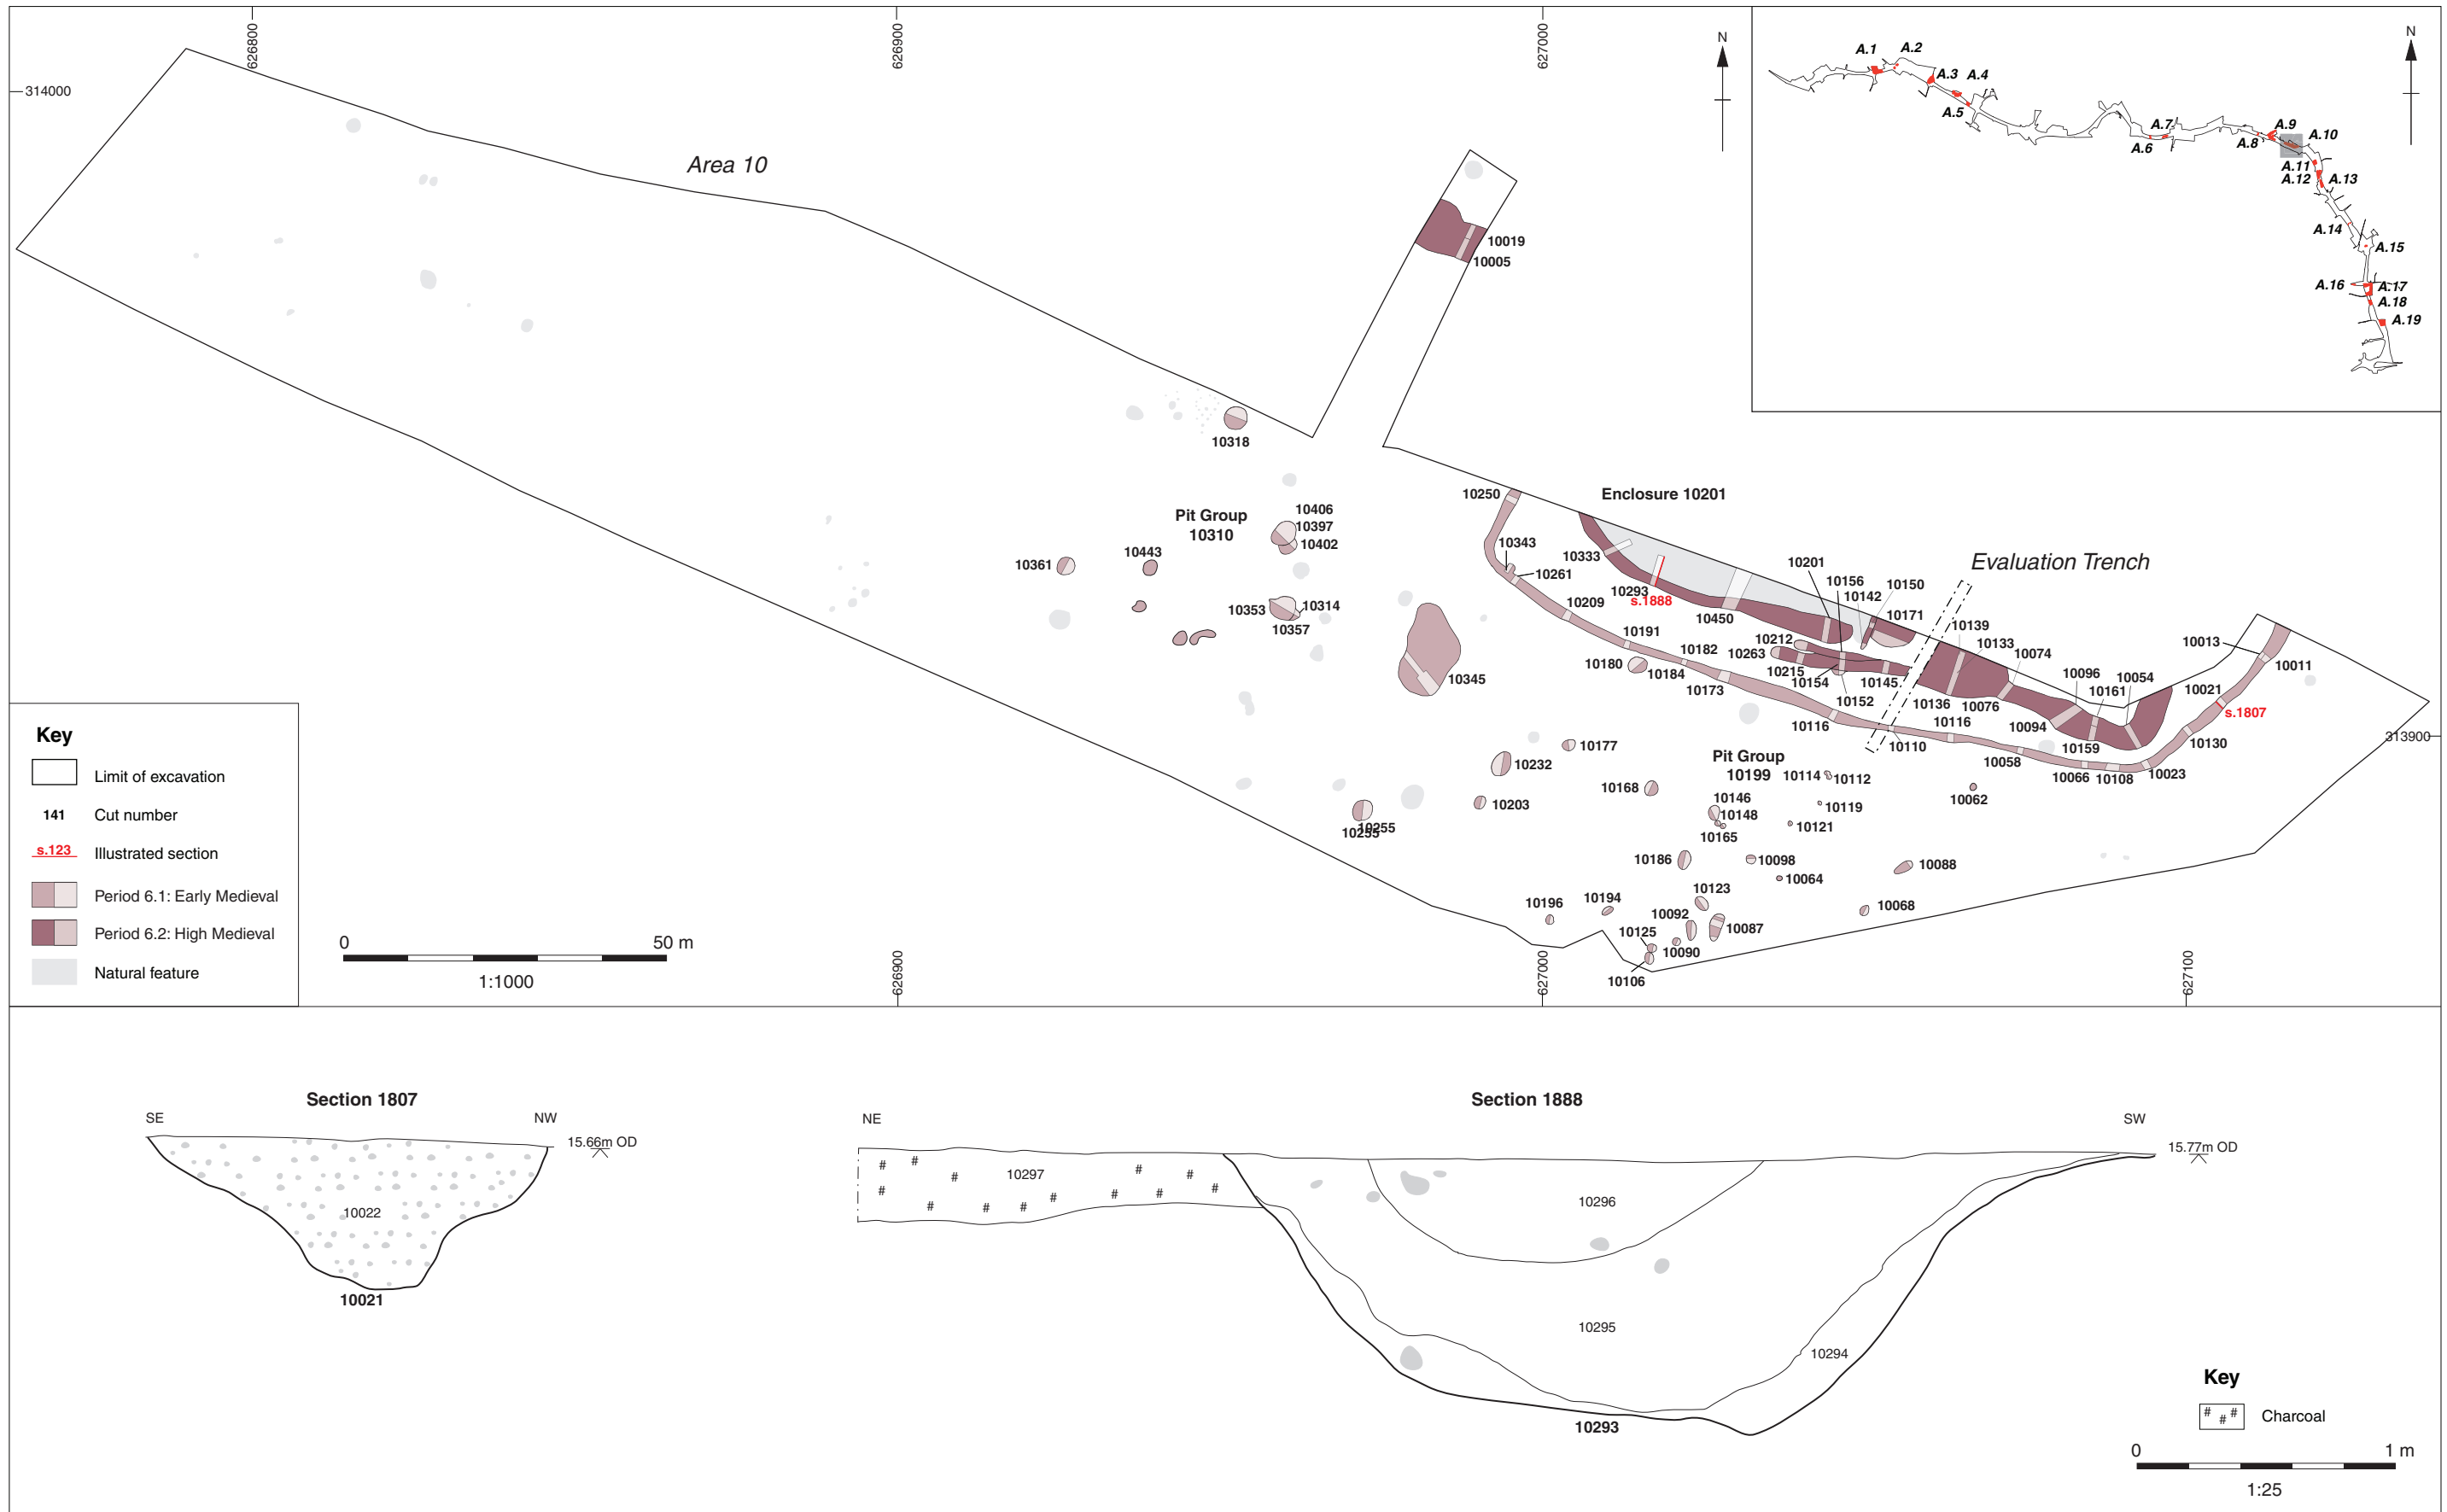 626800
626900
627000
314000
Area 10
N
N
A.1
A.2
A.3
A.4
A.5
A.6
A.7
A.8
A.9
A.10
A.11
A.12
A.13
A.14
A.15
A.16
A.17
A.18
A.19
10019
10005
10318
10250
Enclosure 10201
Pit Group
10310
10406
10397
10402
10361
10443
10343
10261
10333
10293
s.1888
10201
10156
10142
10150
10171
Evaluation Trench
10353
10314
10357
10209
10450
10191
10182
10212
10263
10215
10154
10145
10152
10139
10133
10074
10096
10161
10054
10013
10011
10180
10184
10173
10345
10136
10076
10116
10116
10094
10159
10021
s.1807
10130
313900
10110
10058
10066
10108
10023
10177
10232
10203
10255
10255
10168
Pit Group
10199
10114
10112
10146
10148
10165
10119
10121
10062
10186
10098
10064
10088
10196
10194
10123
10092
10087
10068
10125
10090
10106
Key
Limit of excavation
141
Cut number
s.123
Illustrated section
Period 6.1: Early Medieval
Period 6.2: High Medieval
Natural feature
0
50 m
1:1000
626900
627000
627100
Section 1807
SE
NW
15.66m OD
10022
10021
Section 1888
NE
SW
15.77m OD
10297
10296
10295
10294
10293
Key
# # #
Charcoal
0
1 m
1:25